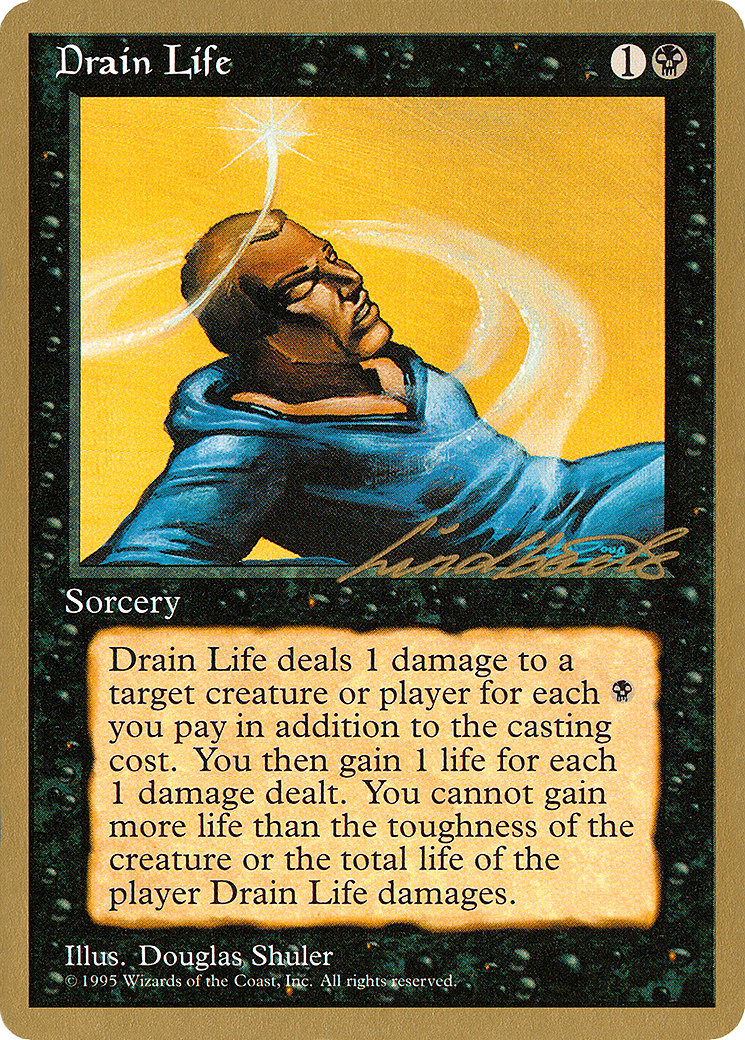 Drain Life
1
Lindbäck
oug
Sorcery
Drain Life deals 1 damage to a
target creature or player for each
you pay in addition to the casting
cost. You then gain 1 life for each
1 damage dealt. You cannot gain
more life than the toughness of the
creature or the total life of the
player Drain Life damages.
Illus. Douglas Shuler
© 1995 Wizards of the Coast, Inc. All rights reserved.